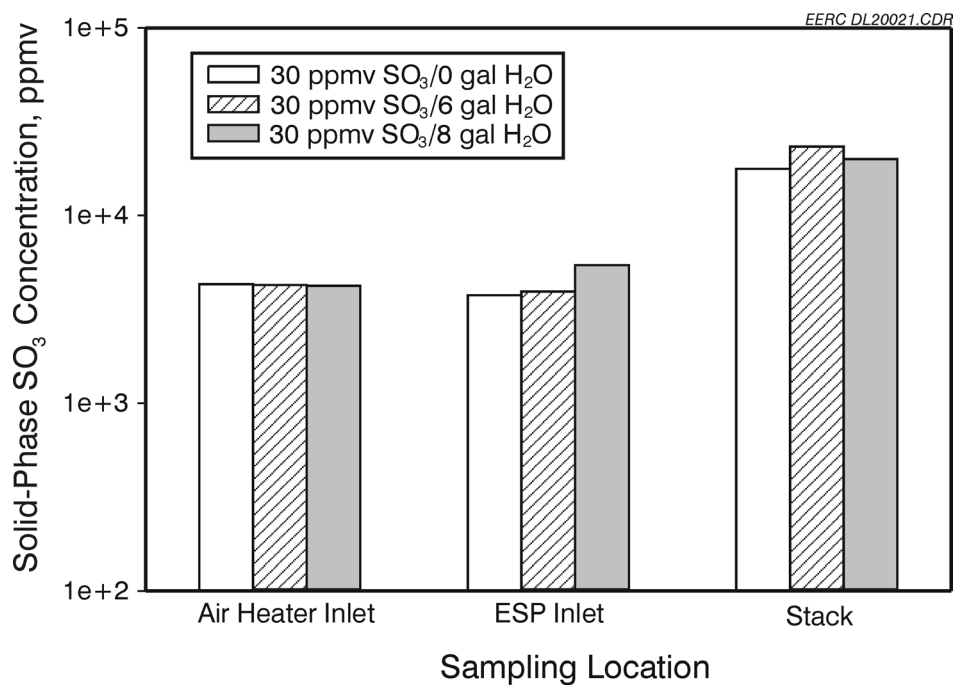 EERC DL20021.CDR
1e+5
30 ppmv SO₃/0 gal H₂O
30 ppmv SO₃/6 gal H₂O
30 ppmv SO₃/8 gal H₂O
1e+4
1e+3
1e+2
Solid-Phase SO₃ Concentration, ppmv
Air Heater Inlet
ESP Inlet
Stack
Sampling Location